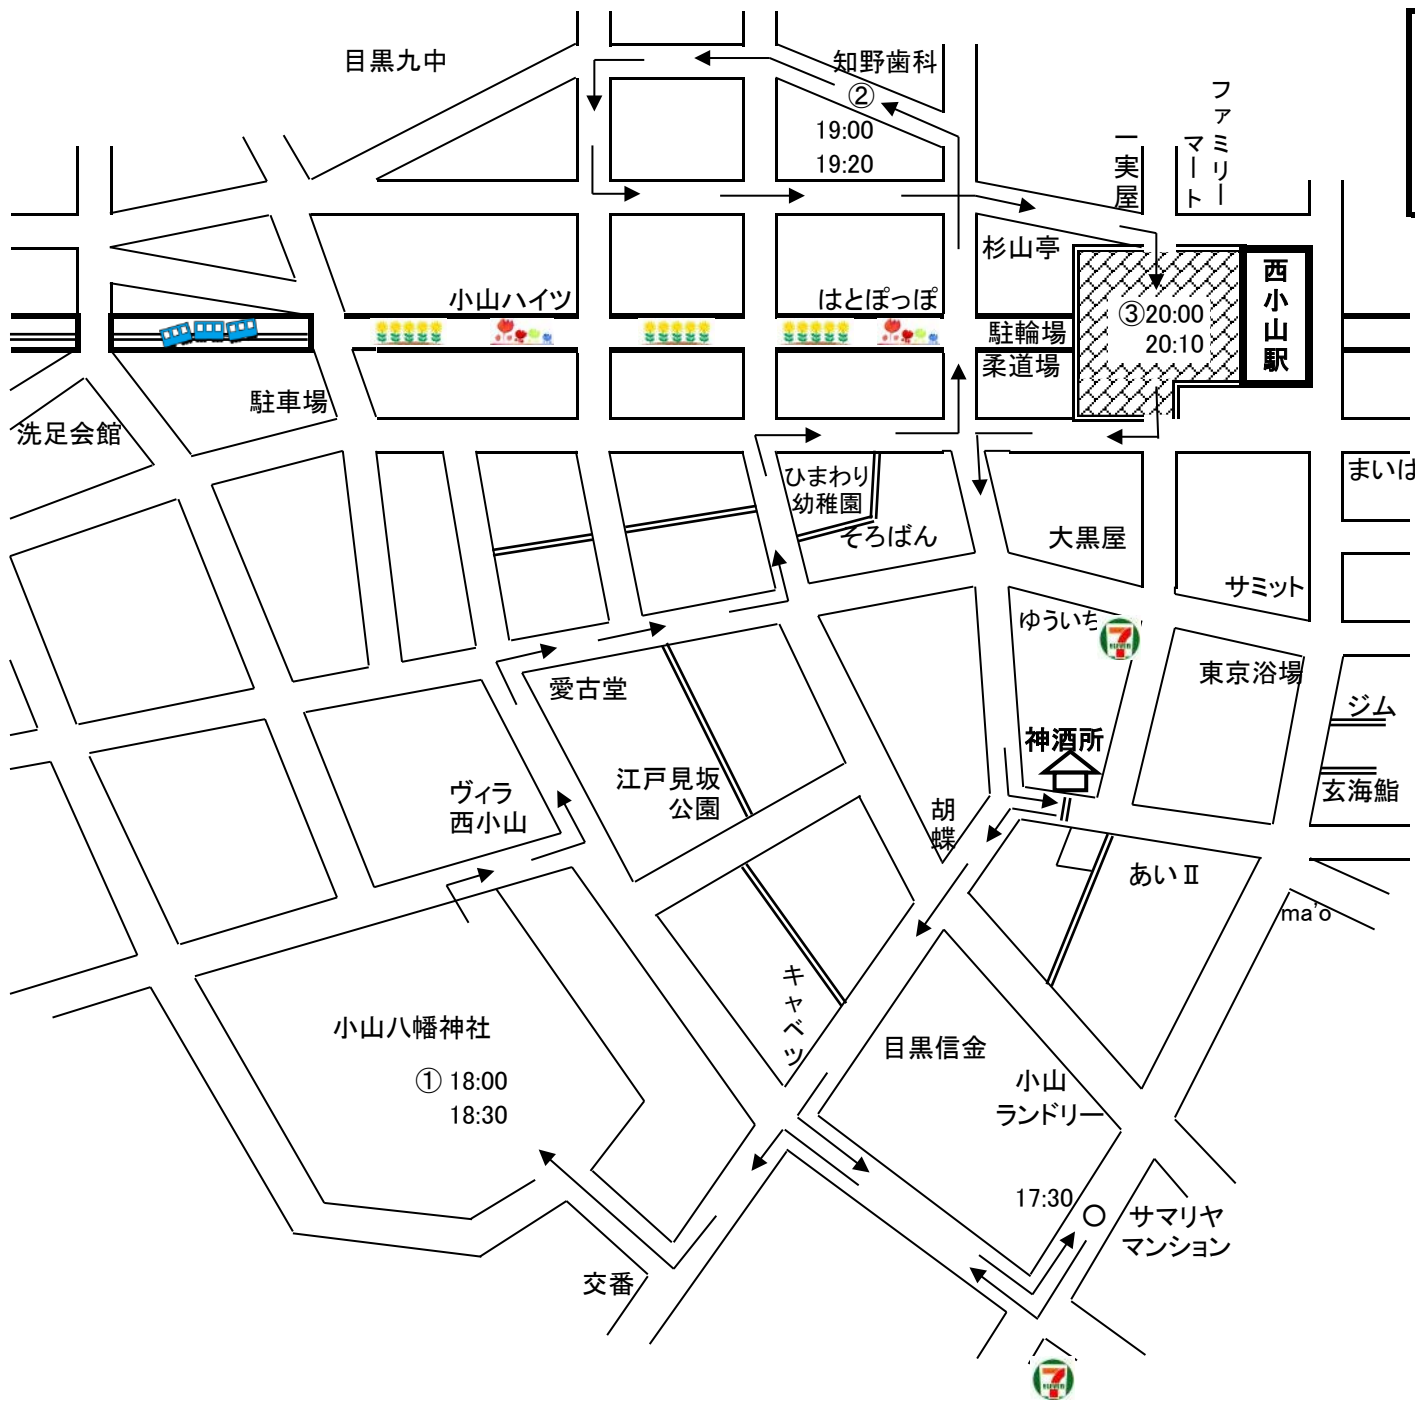 目黒九中
知野歯科
②
19:00
19:20
ファミリー
マート
一実屋
杉山亭
西小山駅
小山ハイツ
はとぽっぽ
③20:00
20:10
駐輪場
柔道場
駐車場
洗足会館
ひまわり
幼稚園
そろばん
大黒屋
まいは
サミット
ゆういち
7
ELEVEN
東京浴場
愛古堂
ジム
神酒所
江戸見坂
公園
ヴィラ
西小山
玄海鮨
胡蝶
あいⅡ
ma'o
キャベツ
小山八幡神社
① 18:00
18:30
目黒信金
小山
ランドリー
17:30
サマリヤ
マンション
交番
7
ELEVEN